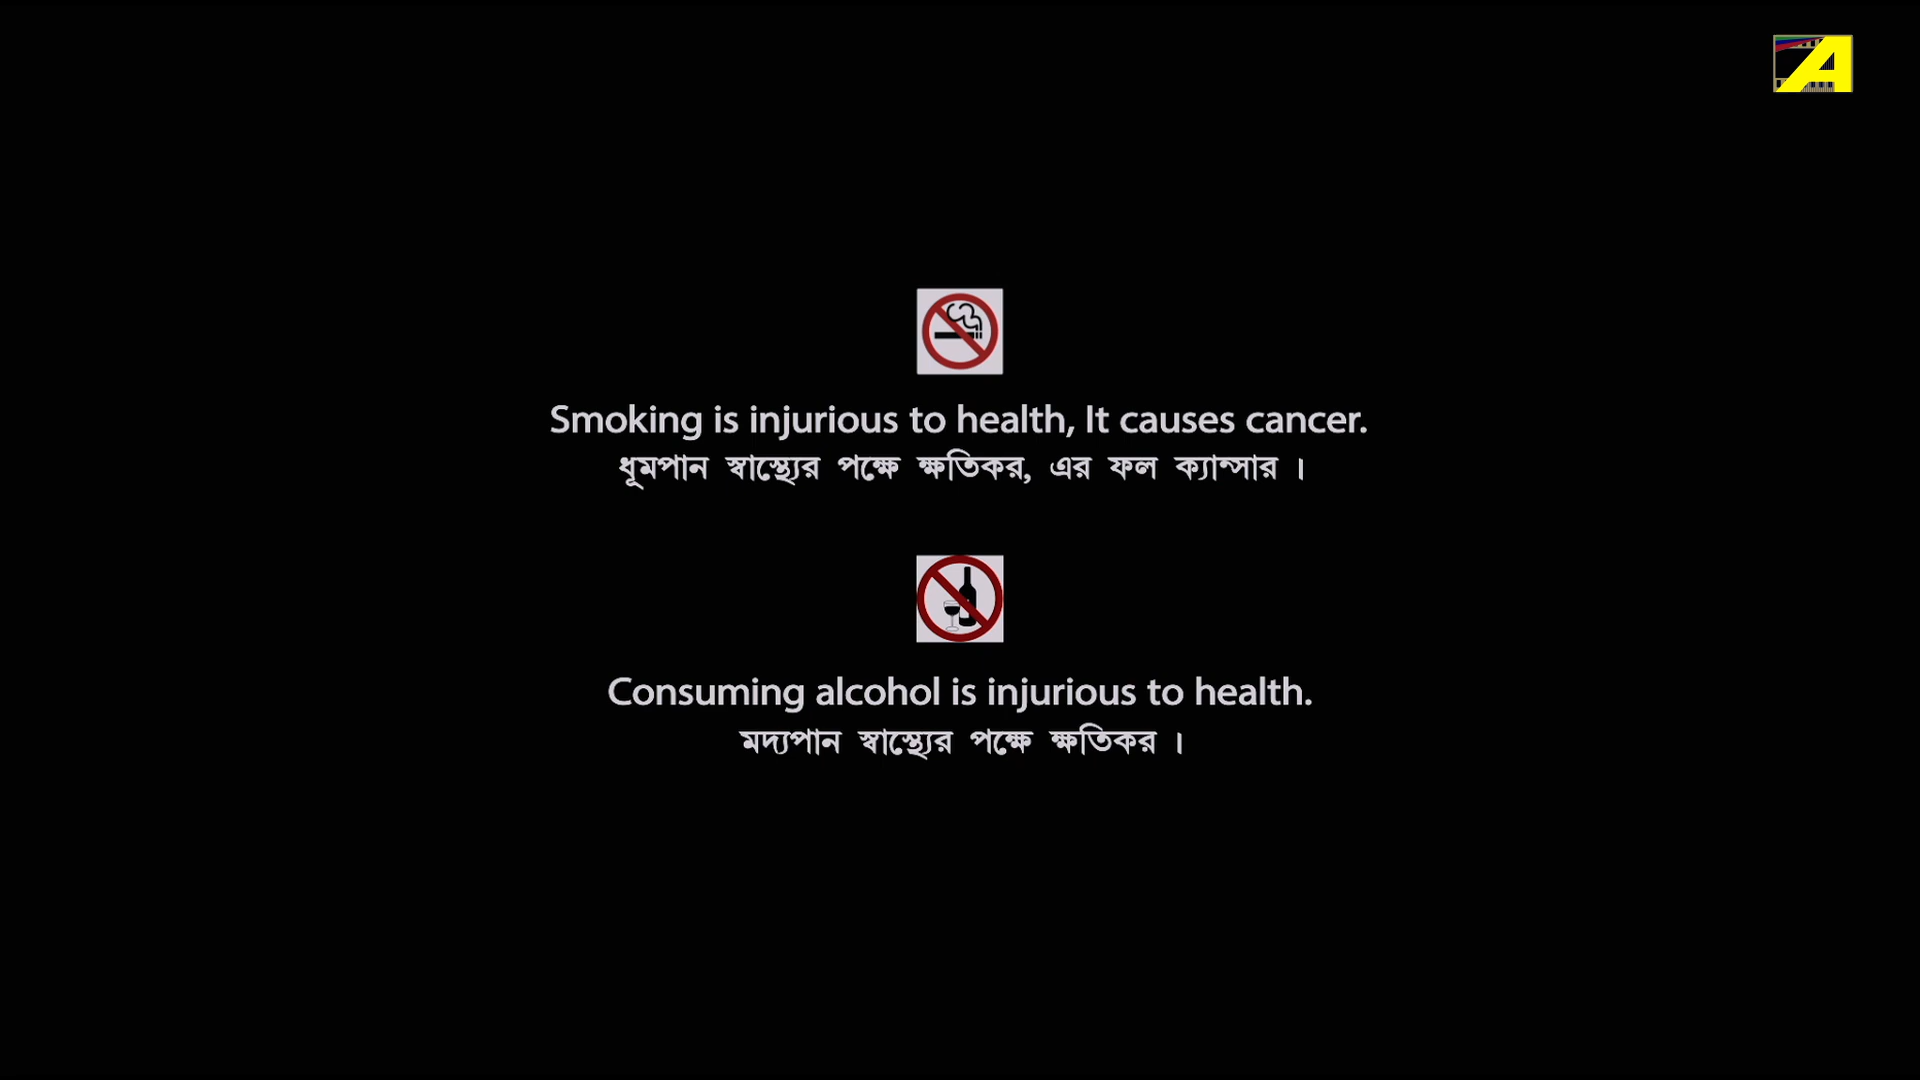 A
Smoking is injurious to health, It causes cancer.
ধূমপান স্বাস্থ্যের পক্ষে ক্ষতিকর, এর ফল ক্যান্সার ।
Consuming alcohol is injurious to health.
মদ্যপান স্বাস্থ্যের পক্ষে ক্ষতিকর ।